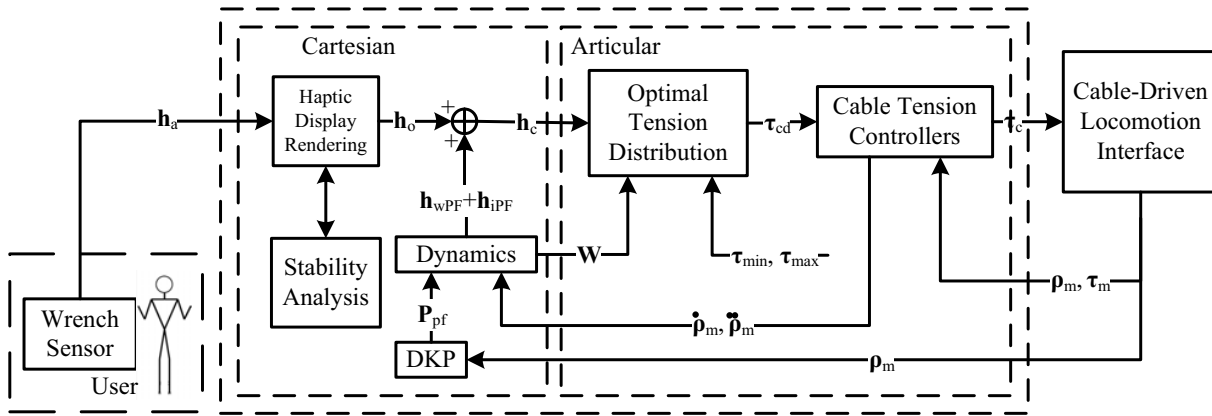 Cartesian
Articular
Haptic
Display
Rendering
Optimal
Tension
Distribution
Cable Tension
Controllers
Cable-Driven
Locomotion
Interface
h_a
h_o
+
+
h_c
τ_cd
τ_c
h_wPF+h_iPF
Stability
Analysis
Dynamics
W
τ_min, τ_max
ρ_m, τ_m
P_pf
ρ̇_m, ρ̈_m
Wrench
Sensor
User
DKP
ρ_m